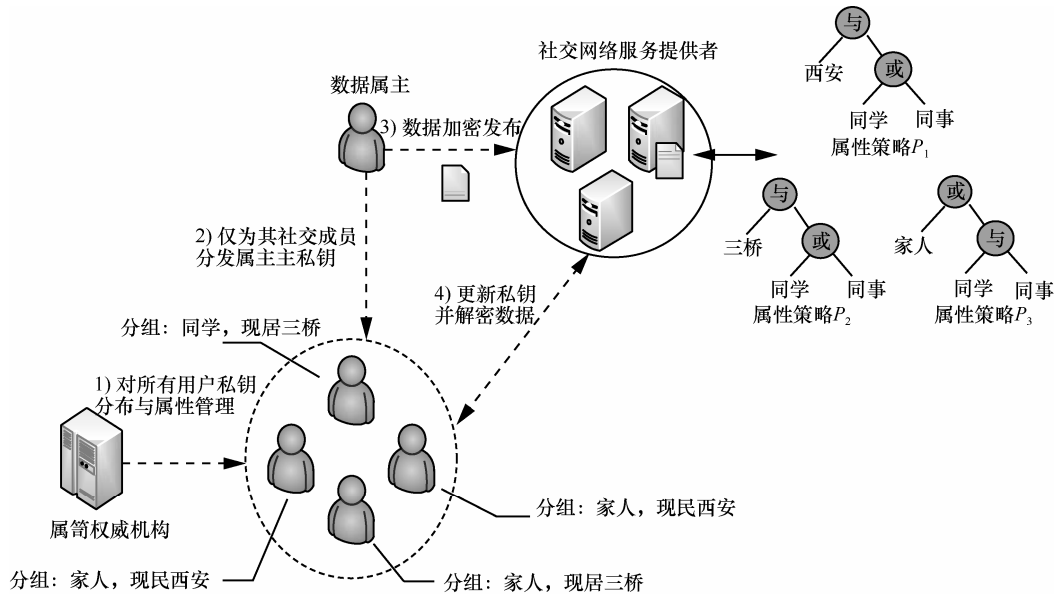 与
西安
或
同学 同事
属性策略P1
社交网络服务提供者
数据属主
3) 数据加密发布
与
三桥
或
同学 同事
属性策略P2
或
家人
与
同学 同事
属性策略P3
2) 仅为其社交成员
分发属主主私钥
4) 更新私钥
并解密数据
分组：同学，现居三桥
1) 对所有用户私钥
分布与属性管理
属笥权威机构
分组：家人，现民西安
分组：家人，现民西安
分组：家人，现居三桥